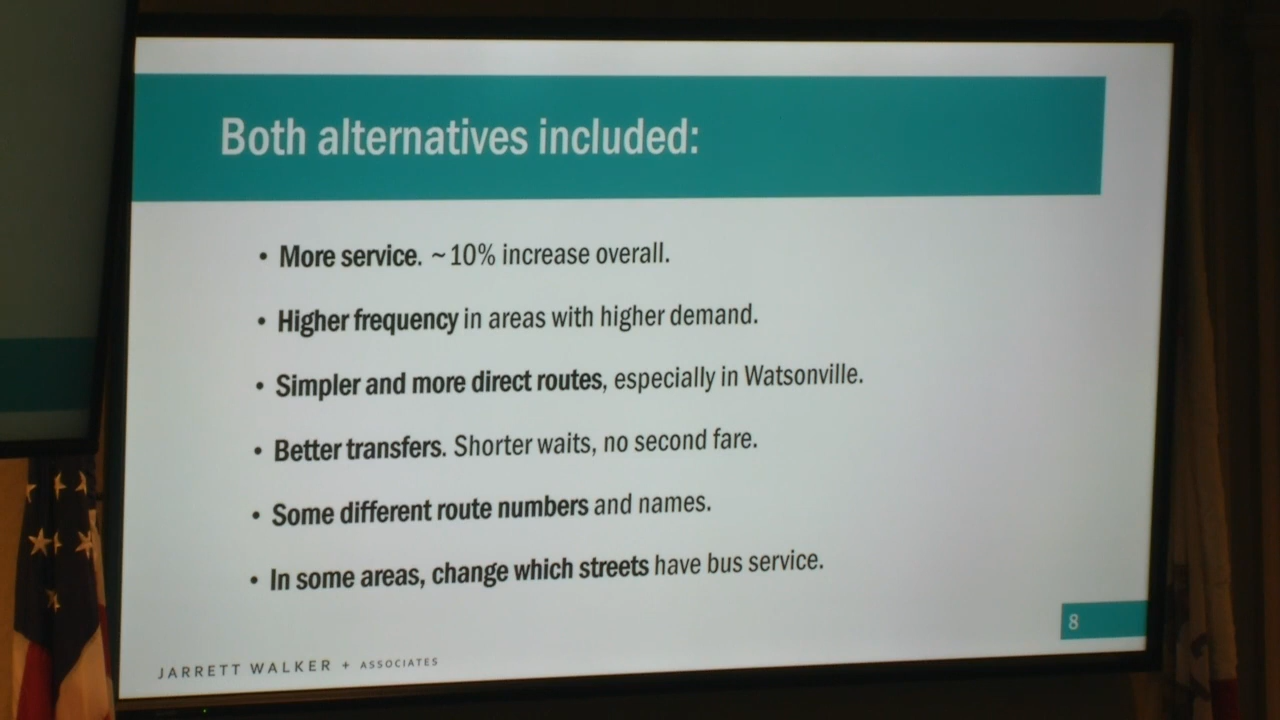 Both alternatives included:
• More service. ~10% increase overall.
• Higher frequency in areas with higher demand.
• Simpler and more direct routes, especially in Watsonville.
• Better transfers. Shorter waits, no second fare.
• Some different route numbers and names.
• In some areas, change which streets have bus service.
8
JARRETT WALKER + ASSOCIATES